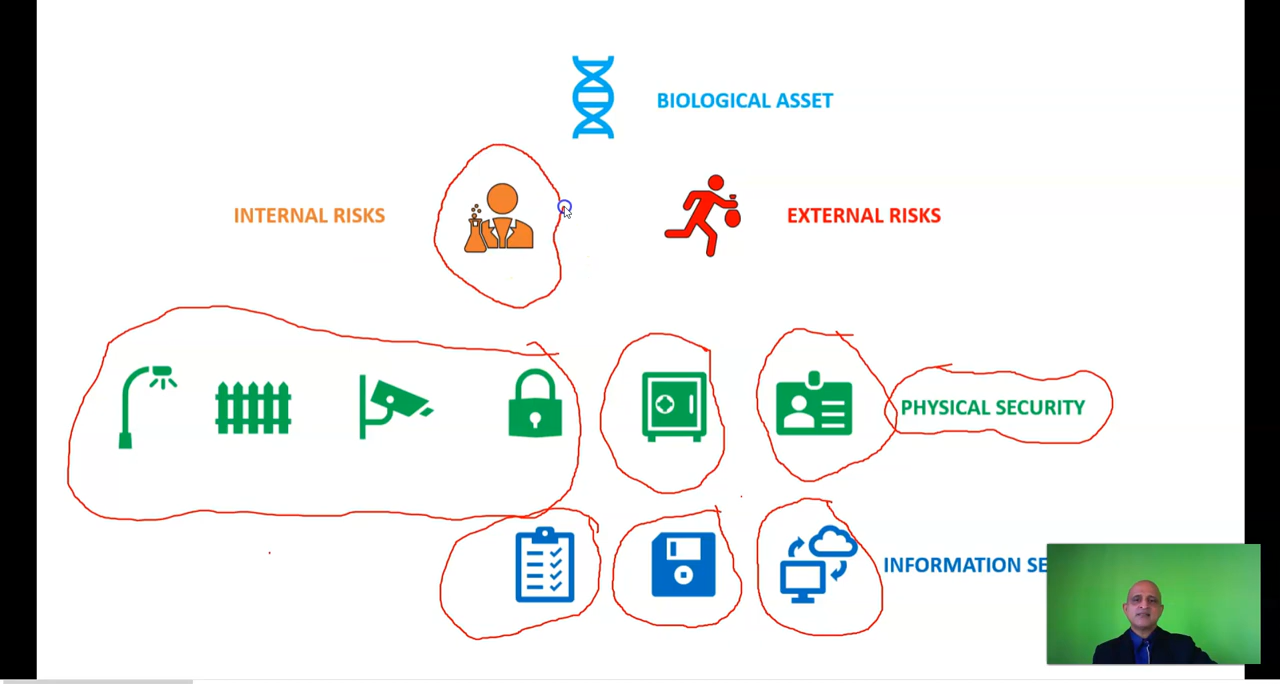 BIOLOGICAL ASSET
INTERNAL RISKS
EXTERNAL RISKS
PHYSICAL SECURITY
INFORMATION SE